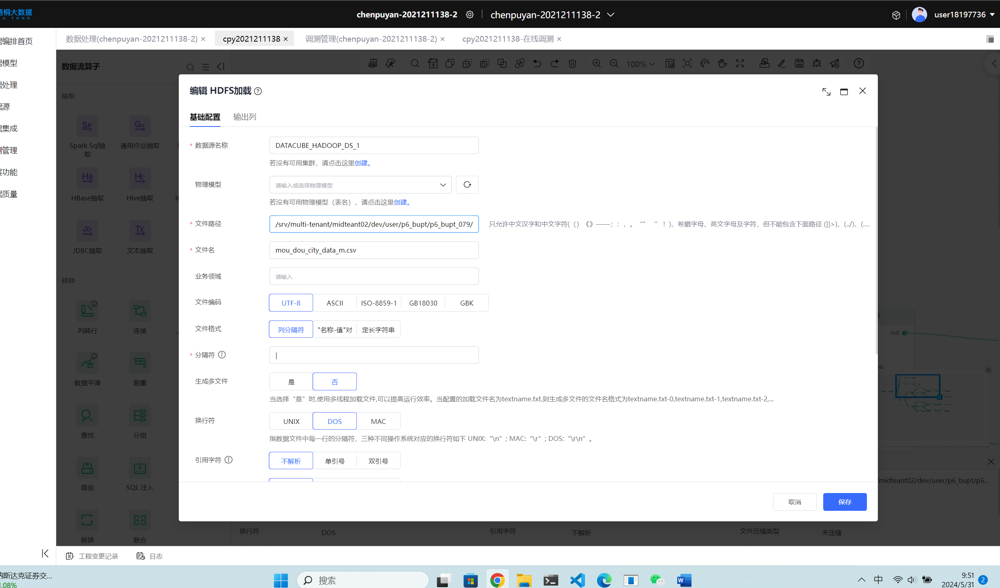 梧桐大数据
U TONG
chenpuyan-2021211138-2
chenpuyan-2021211138-2
user18197736
数据处理(chenpuyan-2021211138-2) ×
cpy2021211138 ×
调测管理(chenpuyan-2021211138-2) ×
cpy2021211138-在线调测 ×
据编排首页
据模型
据处理
据源
据集成
测管理
展功能
据质量
数据流算子
100%
抽取
Spark Sql抽取
通用作业抽取
HBase抽取
Hive抽取
JDBC抽取
文本抽取
转换
列转行
连接
数据平滑
剔重
查找
分组
路由
SQL 注入
转换
联合
编辑 HDFS加载
基础配置
输出列
* 数据源名称
DATACUBE_HADOOP_DS_1
若没有可用集群，请点击这里创建。
物理模型
请输入或选择物理模型
若没有可用物理模型（表名），请点击这里创建。
* 文件路径
/srv/multi-tenant/midteant02/dev/user/p6_bupt/p6_bupt_079/
只允许中文汉字和中文字符(（）《》——；：，。“” ‘’ ！)、希腊字母、英文字母及字符，但不能包含下面路径 (]]>)、(../)、(....
* 文件名
mou_dou_city_data_m.csv
业务领域
请输入
文件编码
UTF-8 ASCII ISO-8859-1 GB18030 GBK
文件格式
列分隔符 "名称-值"对 定长字符串
* 分隔符
|
生成多文件
是 否
当选择“是”时,使用多线程加载文件,可以提高运行效率。当配置的加载文件名为textname.txt,则生成多文件的文件名格式为textname.txt-0,textname.txt-1,textname.txt-2,...
换行符
UNIX DOS MAC
指数据文件中每一行的分隔符，三种不同操作系统对应的换行符如下 UNIX:“\n”; MAC:“\r”; DOS:“\r\n”。
引用字符
不解析 单引号 双引号
取消
保存
out
/midteant02/dev/user/p6_bupt/p6...
换行符
DOS
引用字符
不解析
文件压缩类型
未压缩
工程变更记录
日志
纳斯达克证券交...
1.08%
搜索
中
9:51
2024/5/31
2